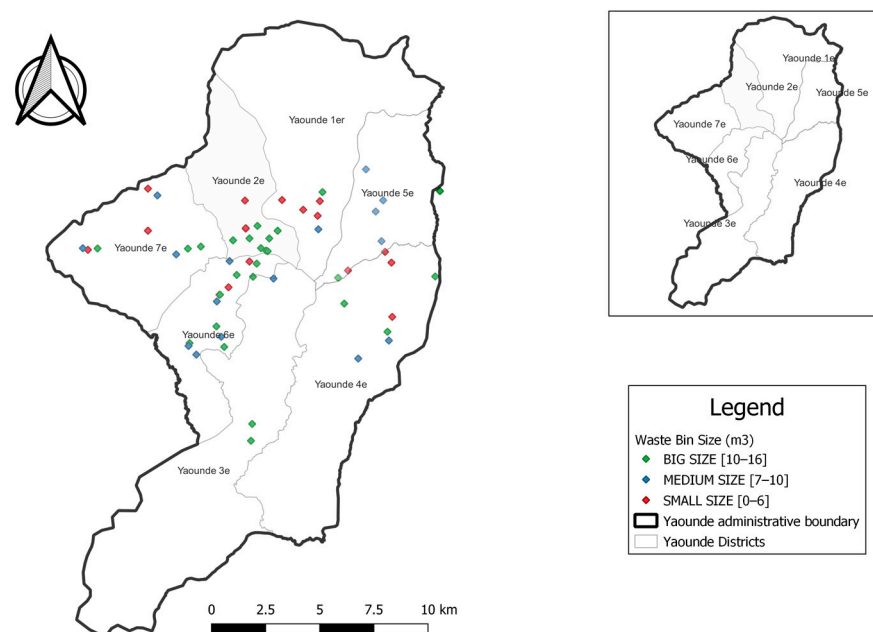 Yaounde 1er
Yaounde 2e
Yaounde 5e
Yaounde 7e
Yaounde 6e
Yaounde 4e
Yaounde 3e
0 2.5 5 7.5 10 km
Yaounde 1e
Yaounde 2e
Yaounde 5e
Yaounde 7e
Yaounde 6e
Yaounde 4e
Yaounde 3e
Legend
Waste Bin Size (m3)
BIG SIZE [10–16]
MEDIUM SIZE [7–10]
SMALL SIZE [0–6]
Yaounde administrative boundary
Yaounde Districts